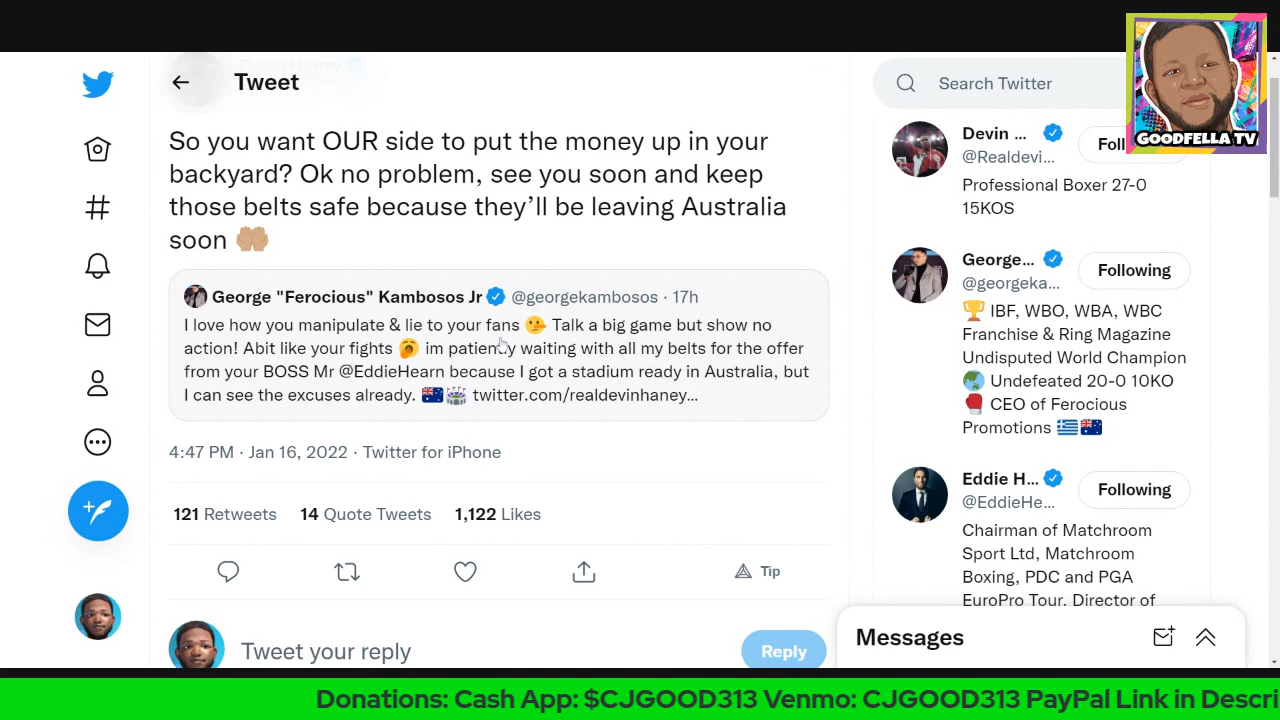 GOODFELLA TV
Tweet
So you want OUR side to put the money up in your
backyard? Ok no problem, see you soon and keep
those belts safe because they’ll be leaving Australia
soon 🤲🏽
George "Ferocious" Kambosos Jr @georgekambosos · 17h
I love how you manipulate & lie to your fans 🤥 Talk a big game but show no
action! Abit like your fights 🥱 im patiently waiting with all my belts for the offer
from your BOSS Mr @EddieHearn because I got a stadium ready in Australia, but
I can see the excuses already. 🇦🇺🏟 twitter.com/realdevinhaney...
4:47 PM · Jan 16, 2022 · Twitter for iPhone
121 Retweets 14 Quote Tweets 1,122 Likes
Tip
Tweet your reply
Reply
Search Twitter
Devin ...
@Realdevi...
Foll
Professional Boxer 27-0
15KOS
George...
@georgeka...
Following
🏆 IBF, WBO, WBA, WBC
Franchise & Ring Magazine
Undisputed World Champion
🌏 Undefeated 20-0 10KO
🥊 CEO of Ferocious
Promotions 🇬🇷🇦🇺
Eddie H...
@EddieHe...
Following
Chairman of Matchroom
Sport Ltd, Matchroom
Boxing, PDC and PGA
EuroPro Tour. Director of
Messages
Donations: Cash App: $CJGOOD313 Venmo: CJGOOD313 PayPal Link in Descri